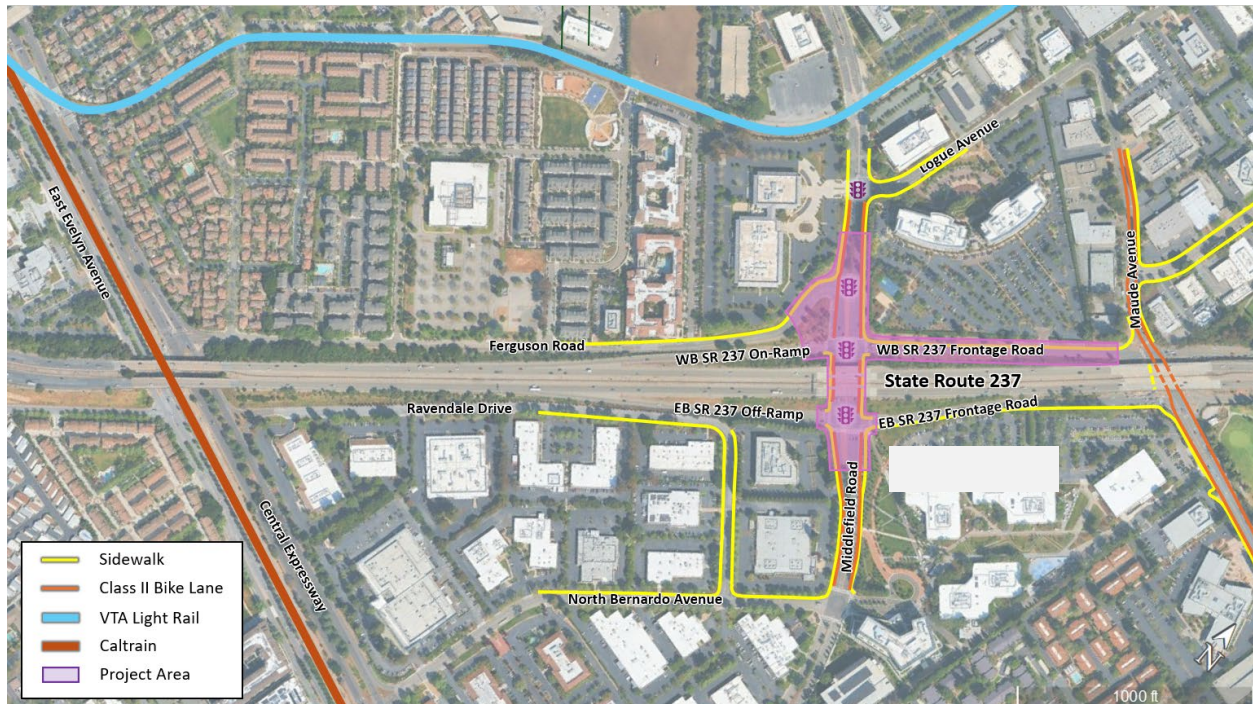 Logue Avenue
East Evelyn Avenue
Maude Avenue
Ferguson Road
WB SR 237 On-Ramp
WB SR 237 Frontage Road
State Route 237
Ravendale Drive
EB SR 237 Off-Ramp
EB SR 237 Frontage Road
Middlefield Road
Central Expressway
North Bernardo Avenue
Sidewalk
Class II Bike Lane
VTA Light Rail
Caltrain
Project Area
N
1000 ft